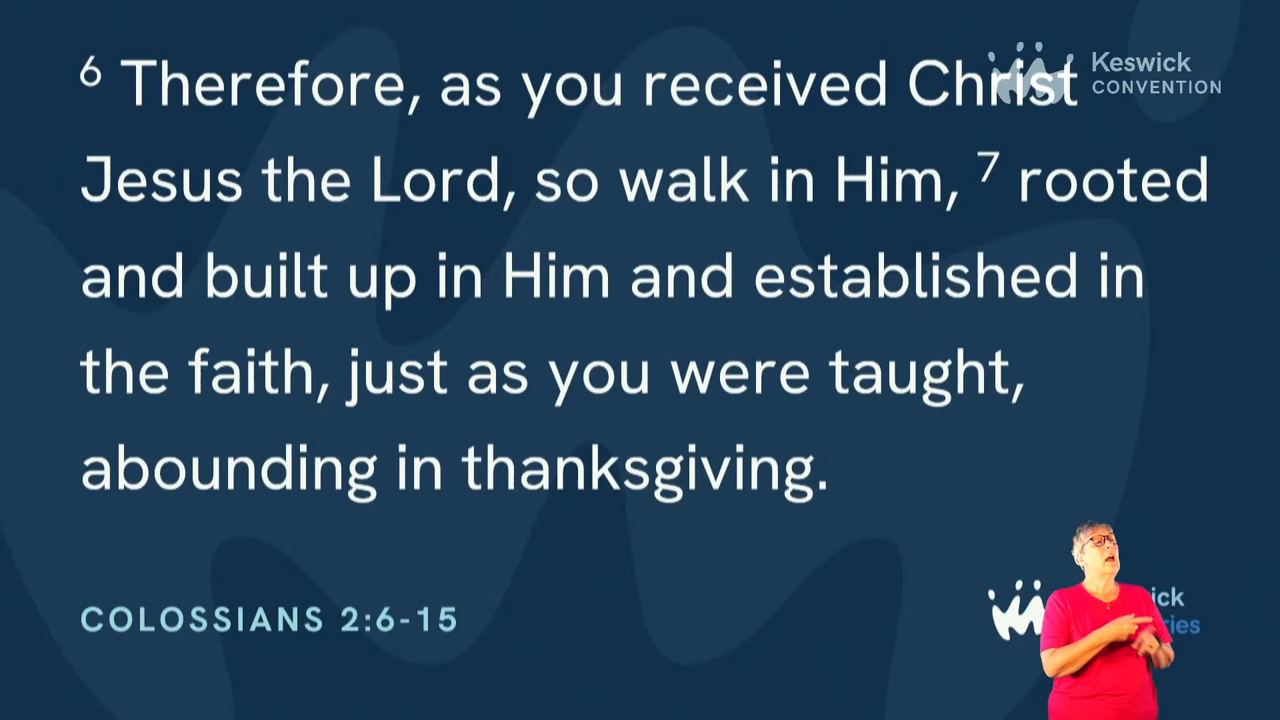 ⁶ Therefore, as you received Christ
Jesus the Lord, so walk in Him, ⁷ rooted
and built up in Him and established in
the faith, just as you were taught,
abounding in thanksgiving.
COLOSSIANS 2:6-15
Keswick
CONVENTION